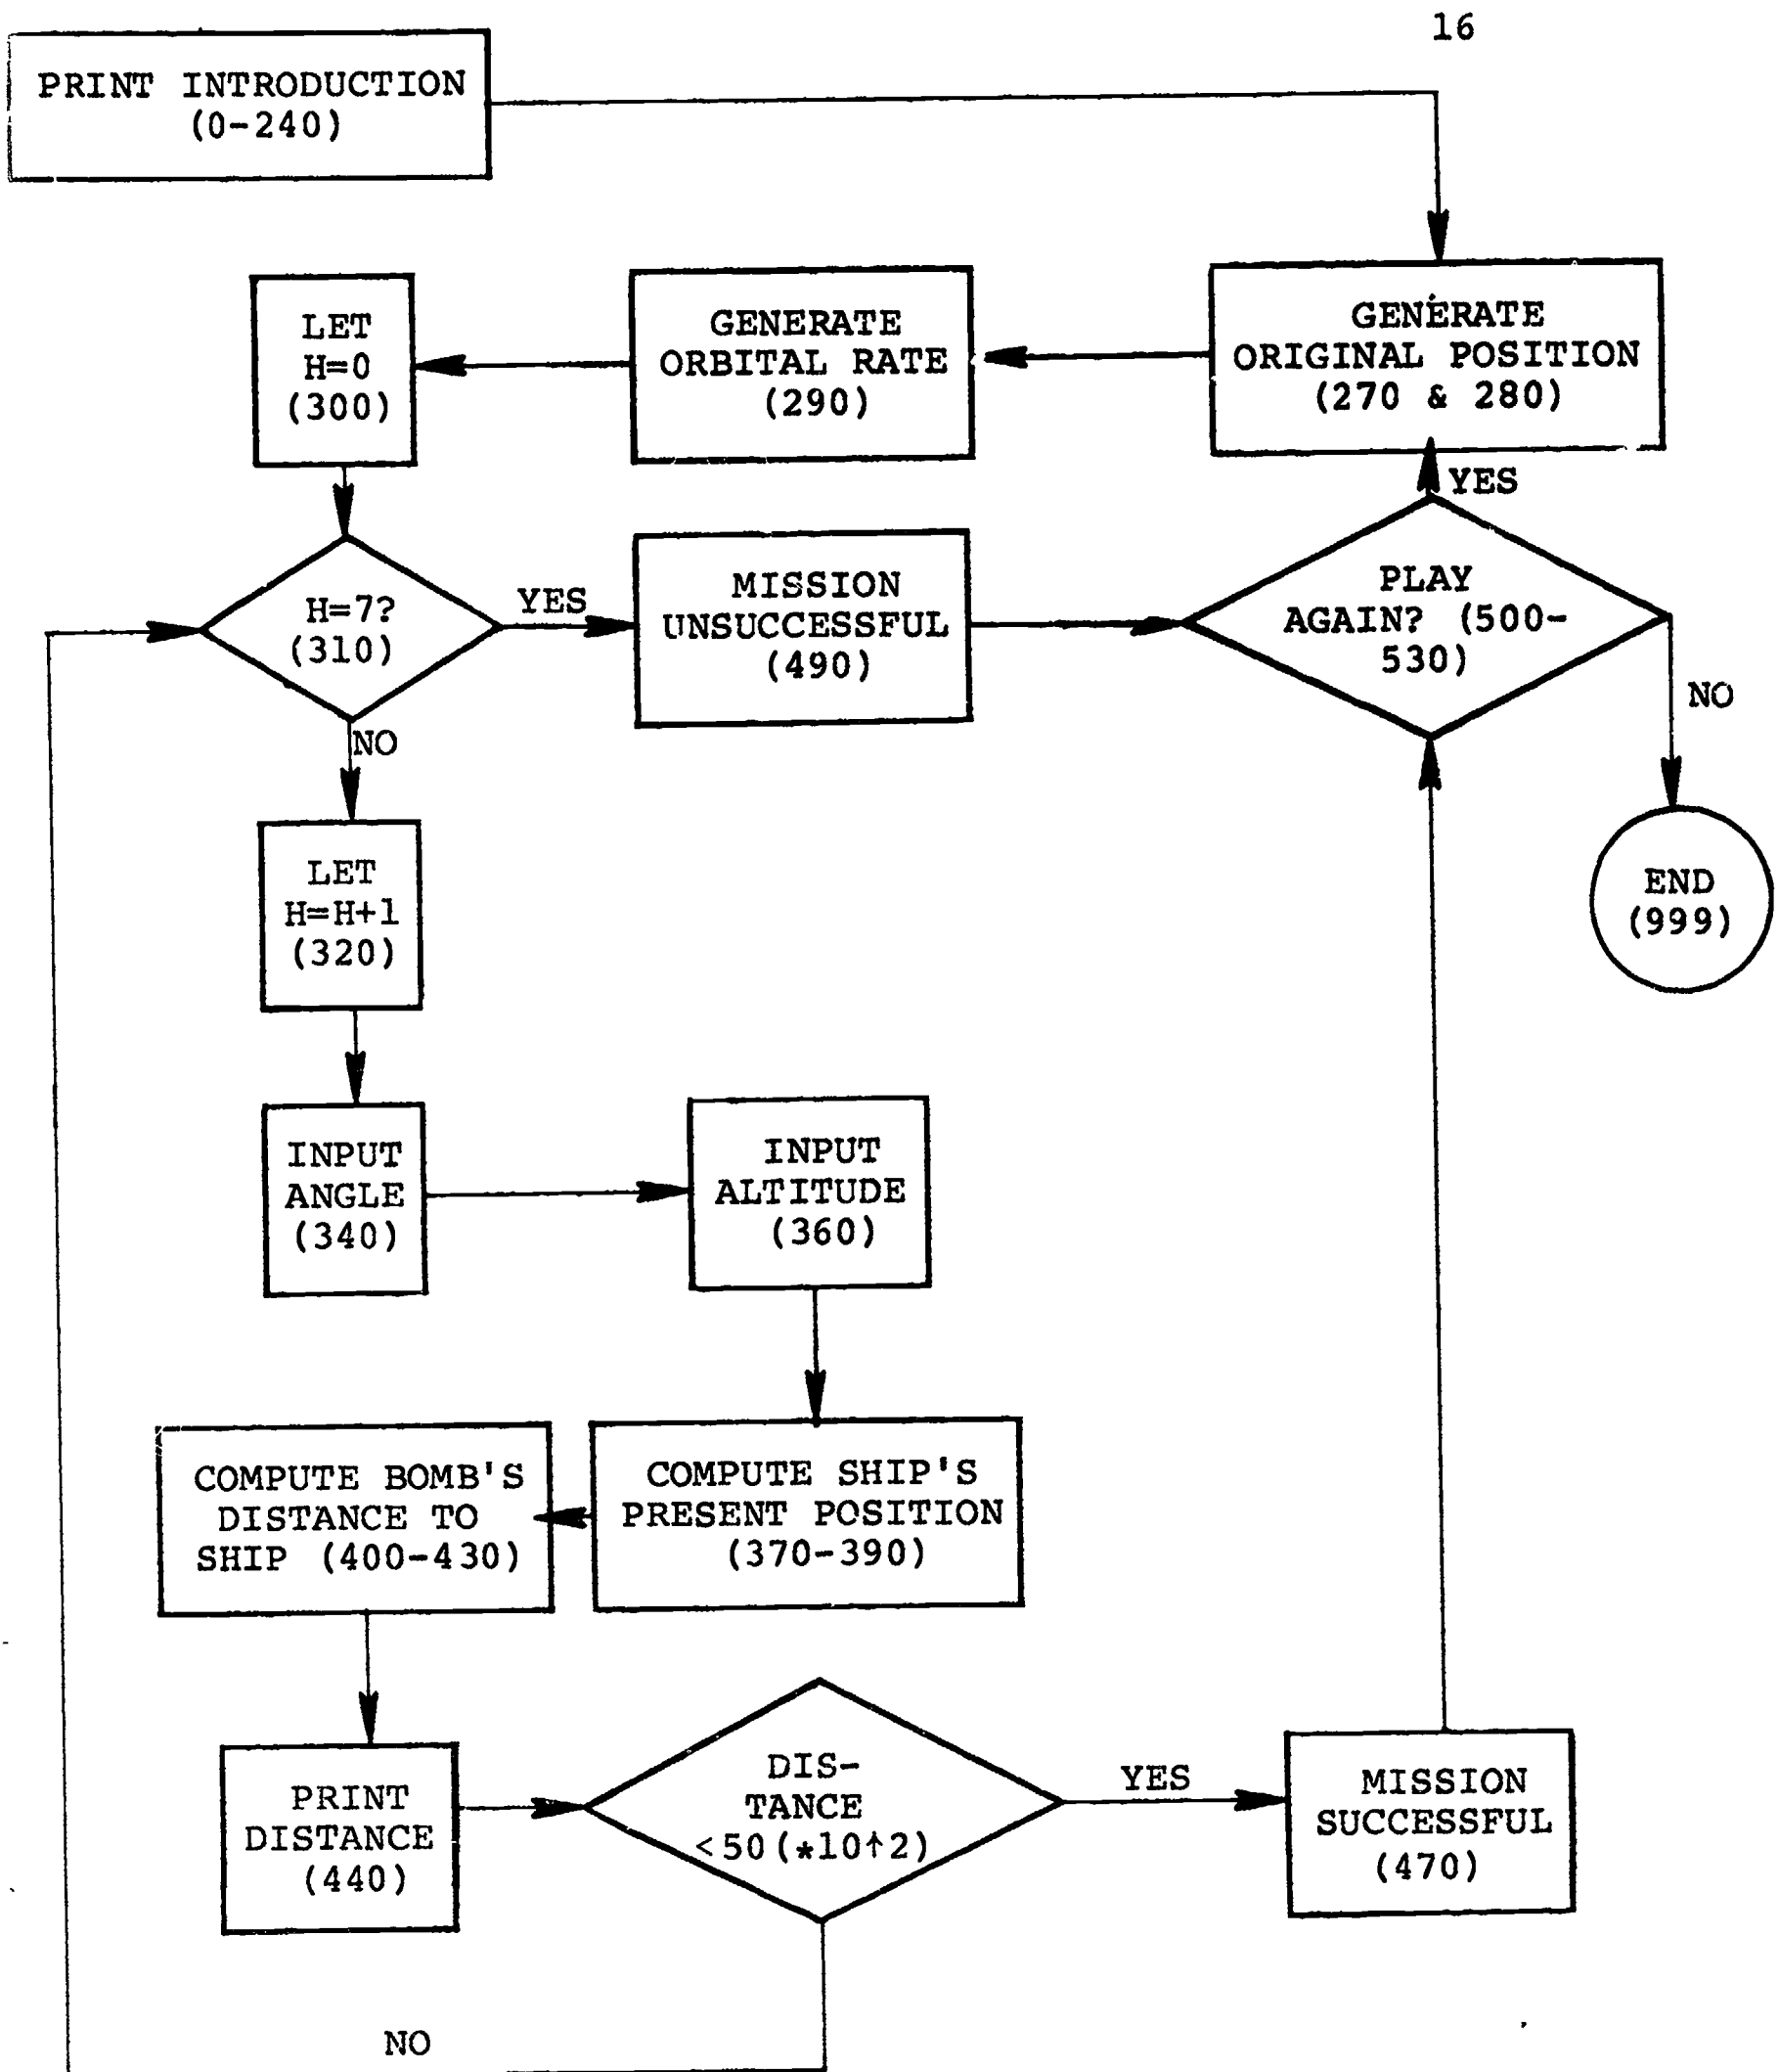 16
PRINT INTRODUCTION
(0-240)
GENERATE
ORIGINAL POSITION
(270 & 280)
GENERATE
ORBITAL RATE
(290)
LET
H=0
(300)
H=7?
(310)
YES
MISSION
UNSUCCESSFUL
(490)
YES
PLAY
AGAIN? (500-
530)
NO
END
(999)
NO
LET
H=H+1
(320)
INPUT
ANGLE
(340)
INPUT
ALTITUDE
(360)
COMPUTE SHIP'S
PRESENT POSITION
(370-390)
COMPUTE BOMB'S
DISTANCE TO
SHIP (400-430)
PRINT
DISTANCE
(440)
DIS-
TANCE
<50(*10↑2)
YES
MISSION
SUCCESSFUL
(470)
NO